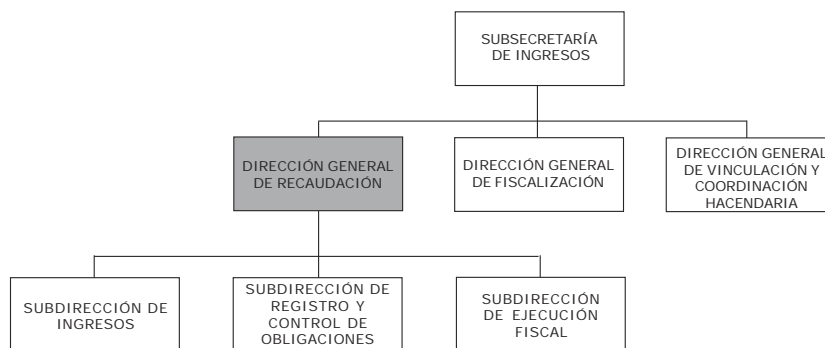 SUBSECRETARÍA
DE INGRESOS
DIRECCIÓN GENERAL
DE RECAUDACIÓN
DIRECCIÓN GENERAL
DE FISCALIZACIÓN
DIRECCIÓN GENERAL
DE VINCULACIÓN Y
COORDINACIÓN
HACENDARIA
SUBDIRECCIÓN DE
INGRESOS
SUBDIRECCIÓN DE
REGISTRO Y
CONTROL DE
OBLIGACIONES
SUBDIRECCIÓN
DE EJECUCIÓN
FISCAL